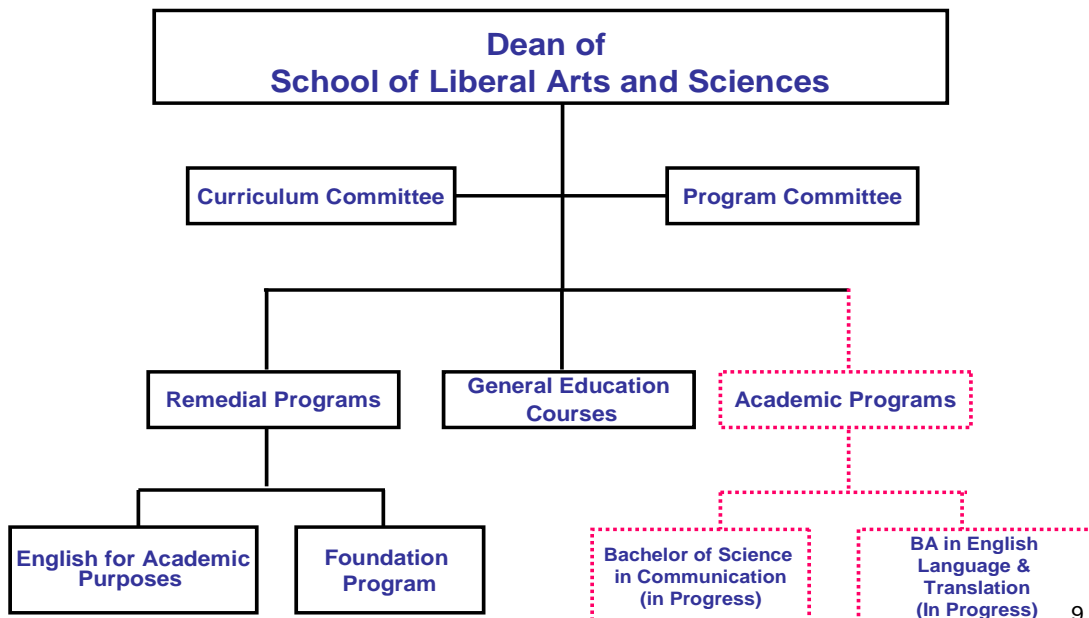 Dean of
School of Liberal Arts and Sciences
Curriculum Committee
Program Committee
Remedial Programs
General Education
Courses
Academic Programs
English for Academic
Purposes
Foundation
Program
Bachelor of Science
in Communication
(in Progress)
BA in English
Language &
Translation
(In Progress)
9